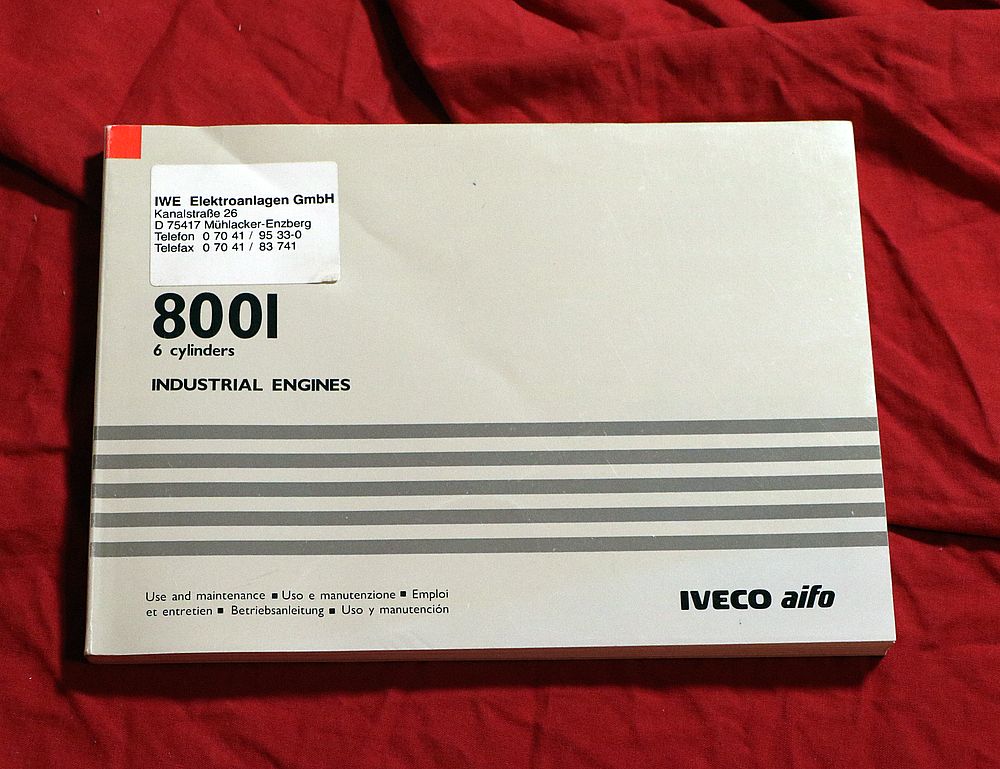 IWE Elektroanlagen GmbH
Kanalstraße 26
D 75417 Mühlacker-Enzberg
Telefon 0 70 41 / 95 33-0
Telefax 0 70 41 / 83 741
8001
6 cylinders
INDUSTRIAL ENGINES
Use and maintenance ■ Uso e manutenzione ■ Emploi
et entretien ■ Betriebsanleitung ■ Uso y manutención
IVECO aifo